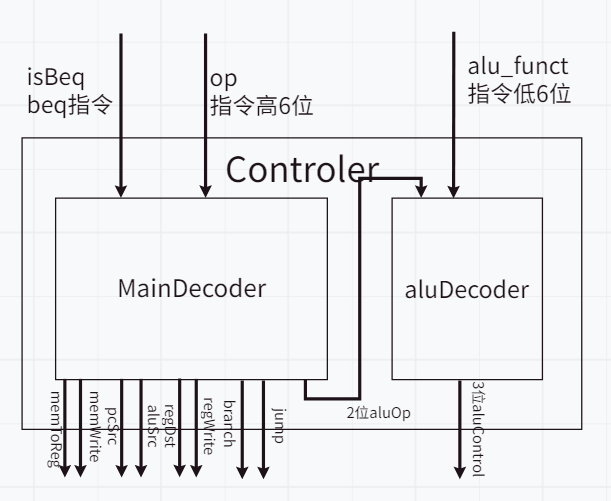 isBeq
beq指令
op
指令高6位
alu_funct
指令低6位
Controler
MainDecoder
aluDecoder
memToReg
memWrite
pcSrc
aluSrc
regDst
regWrite
branch
jump
2位aluOp
3位aluControl